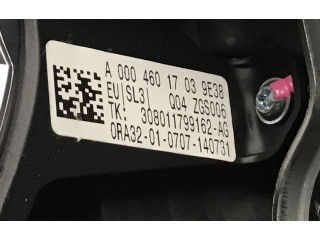 A 000 460 17 03 9E38
EU(SL3) Q04 ZGS006
TK: 308011799162-AG
0RA32-01-0707-140731